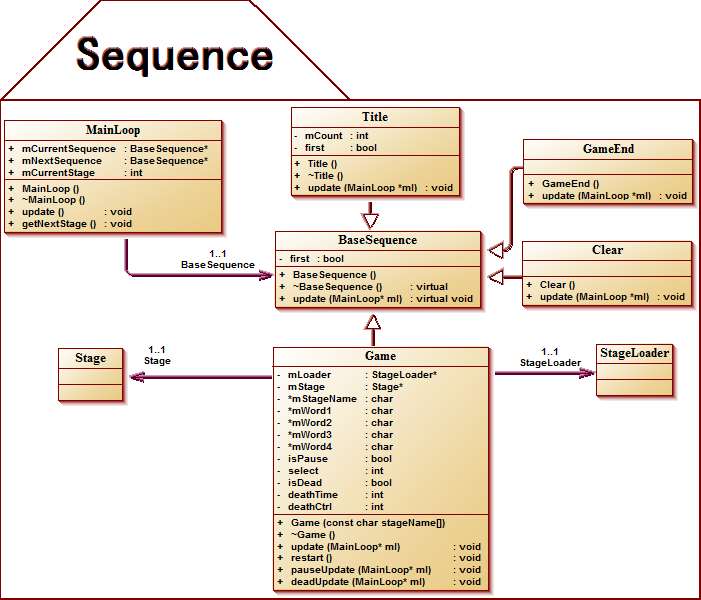 Sequence
MainLoop
+ mCurrentSequence : BaseSequence*
+ mNextSequence : BaseSequence*
+ mCurrentStage : int
+ MainLoop ()
+ ~MainLoop ()
+ update () : void
+ getNextStage () : void
Title
- mCount : int
- first : bool
+ Title ()
+ ~Title ()
+ update (MainLoop *ml) : void
GameEnd
+ GameEnd ()
+ update (MainLoop *ml) : void
BaseSequence
- first : bool
+ BaseSequence ()
+ ~BaseSequence () : virtual
+ update (MainLoop* ml) : virtual void
Clear
+ Clear ()
+ update (MainLoop *ml) : void
1..1
BaseSequence
Stage
1..1
Stage
Game
- mLoader : StageLoader*
- mStage : Stage*
- *mStageName : char
- *mWord1 : char
- *mWord2 : char
- *mWord3 : char
- *mWord4 : char
- isPause : bool
- select : int
- isDead : bool
- deathTime : int
- deathCtrl : int
+ Game (const char stageName[])
+ ~Game ()
+ update (MainLoop* ml) : void
+ restart () : void
+ pauseUpdate (MainLoop* ml) : void
+ deadUpdate (MainLoop* ml) : void
1..1
StageLoader
StageLoader